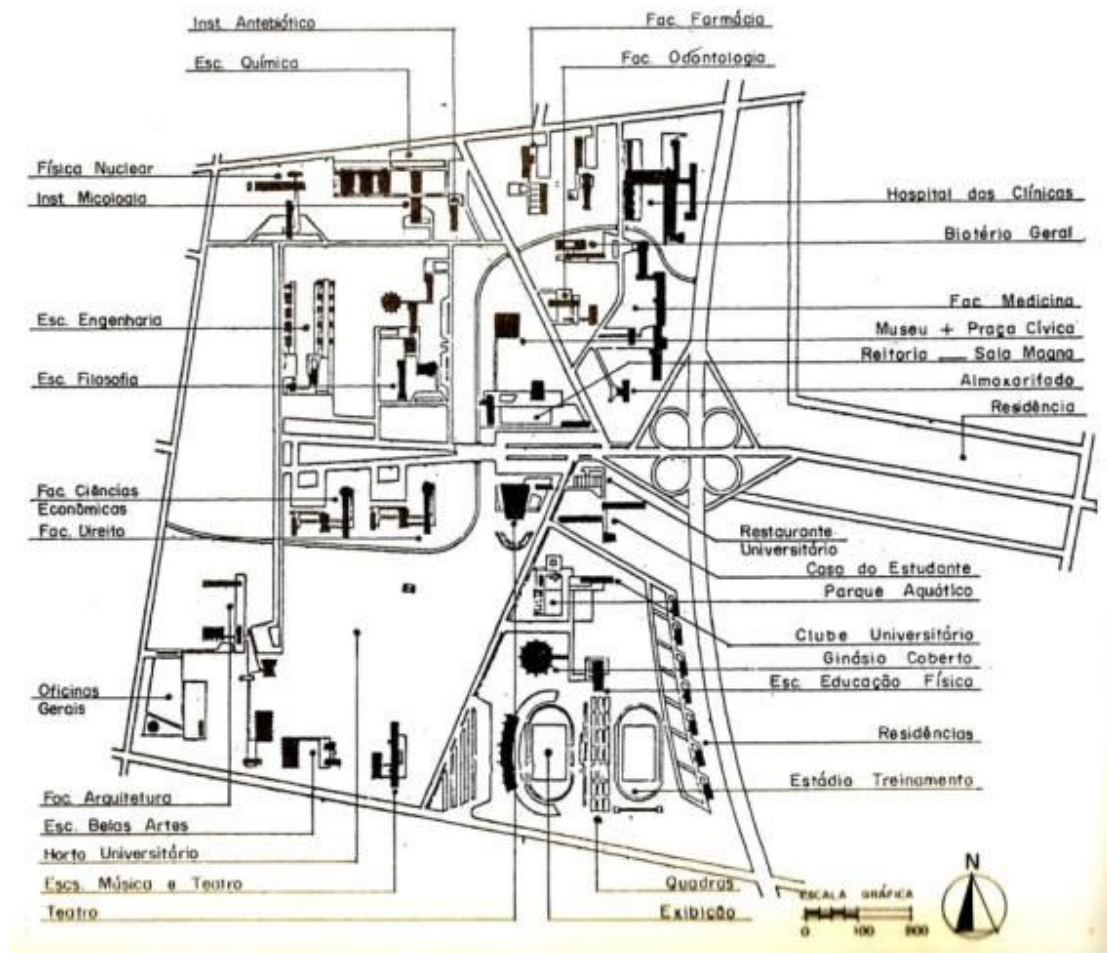 Inst. Antebiótico
Esc. Química
Física Nuclear
Inst. Micologia
Esc. Engenharia
Esc. Filosofia
Fac. Ciências
Econômicas
Fac. Direito
Oficinas
Gerais
Fac. Arquitetura
Esc. Belas Artes
Horto Universitário
Escs. Música e Teatro
Teatro
Fac. Farmácia
Fac. Odontologia
Hospital das Clínicas
Biotério Geral
Fac. Medicina
Museu + Praça Cívica
Reitoria — Sala Magna
Almoxarifado
Residência
Restaurante
Universitário
Casa do Estudante
Parque Aquático
Clube Universitário
Ginásio Coberto
Esc. Educação Física
Residências
Estádio Treinamento
Quadras
Exibição
ESCALA GRÁFICA
0 100 200
N